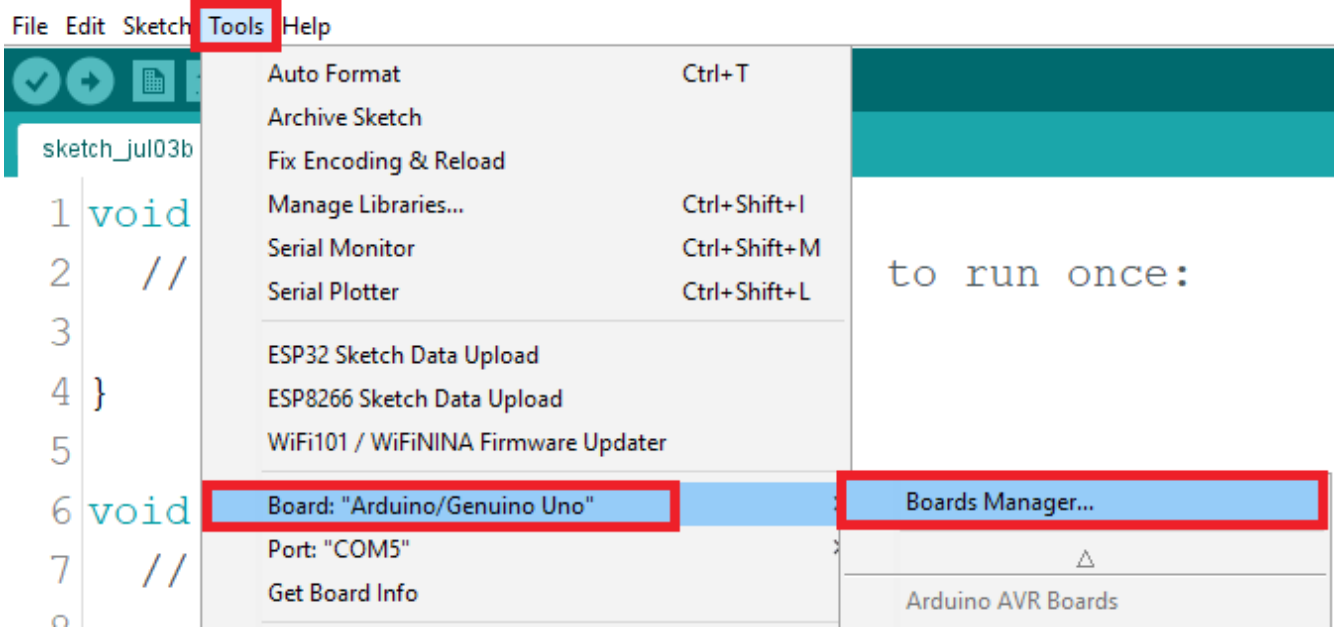 File Edit Sketch Tools Help
sketch_jul03b
Auto Format Ctrl+T
Archive Sketch
Fix Encoding & Reload
Manage Libraries... Ctrl+Shift+I
Serial Monitor Ctrl+Shift+M
Serial Plotter Ctrl+Shift+L
ESP32 Sketch Data Upload
ESP8266 Sketch Data Upload
WiFi101 / WiFiNINA Firmware Updater
Board: "Arduino/Genuino Uno"
Port: "COM5"
Get Board Info
Boards Manager...
Arduino AVR Boards
1 void
2 // to run once:
3
4 }
5
6 void
7 //